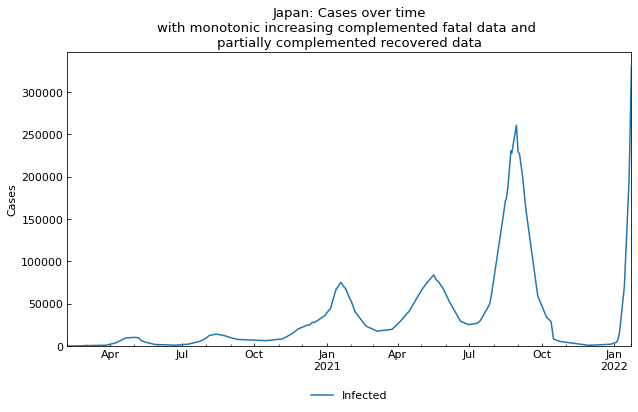 Japan: Cases over time
with monotonic increasing complemented fatal data and
partially complemented recovered data
300000
250000
200000
150000
100000
50000
0
Cases
Apr Jul Oct Jan Apr Jul Oct Jan
2021 2022
Infected